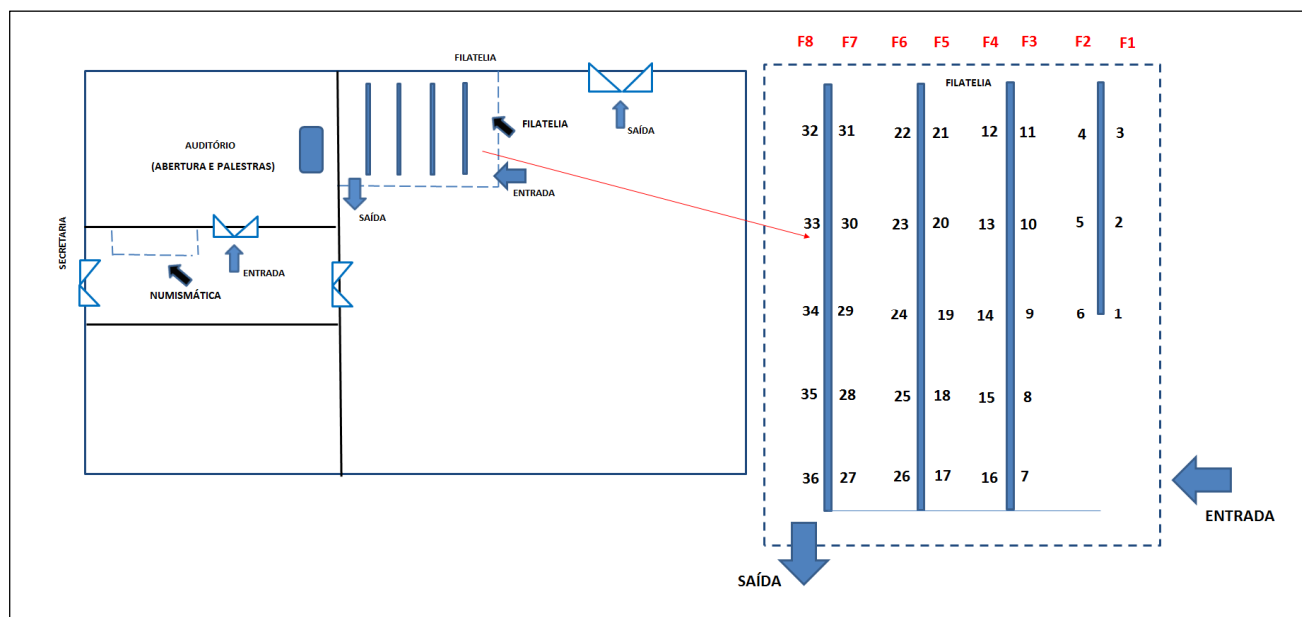 FILATELIA
AUDITÓRIO
(ABERTURA E PALESTRAS)
FILATELIA
SAÍDA
ENTRADA
SAÍDA
SECRETARIA
ENTRADA
NUMISMÁTICA
F8 F7 F6 F5 F4 F3 F2 F1
FILATELIA
32 31 22 21 12 11 4 3
33 30 23 20 13 10 5 2
34 29 24 19 14 9 6 1
35 28 25 18 15 8
36 27 26 17 16 7
ENTRADA
SAÍDA